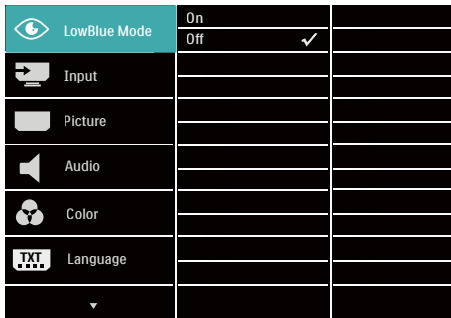 LowBlue Mode
On
Off
Input
Picture
Audio
Color
TXT
Language